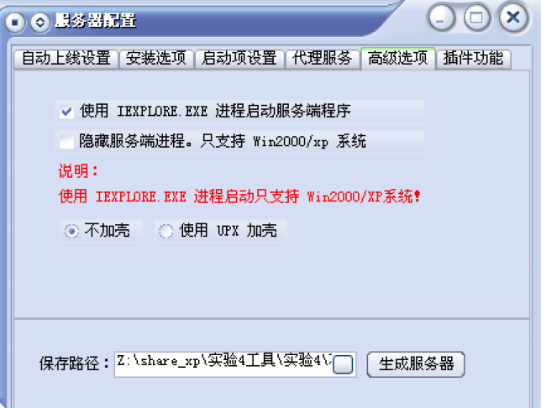 服务器配置
自动上线设置 安装选项 启动项设置 代理服务 高级选项 插件功能
使用 IEXPLORE.EXE 进程启动服务端程序
隐藏服务端进程。只支持 Win2000/xp 系统
说明：
使用 IEXPLORE.EXE 进程启动只支持 Win2000/XP系统！
不加壳 使用 UPX 加壳
保存路径： Z:\share_xp\实验4工具\实验4\ 生成服务器